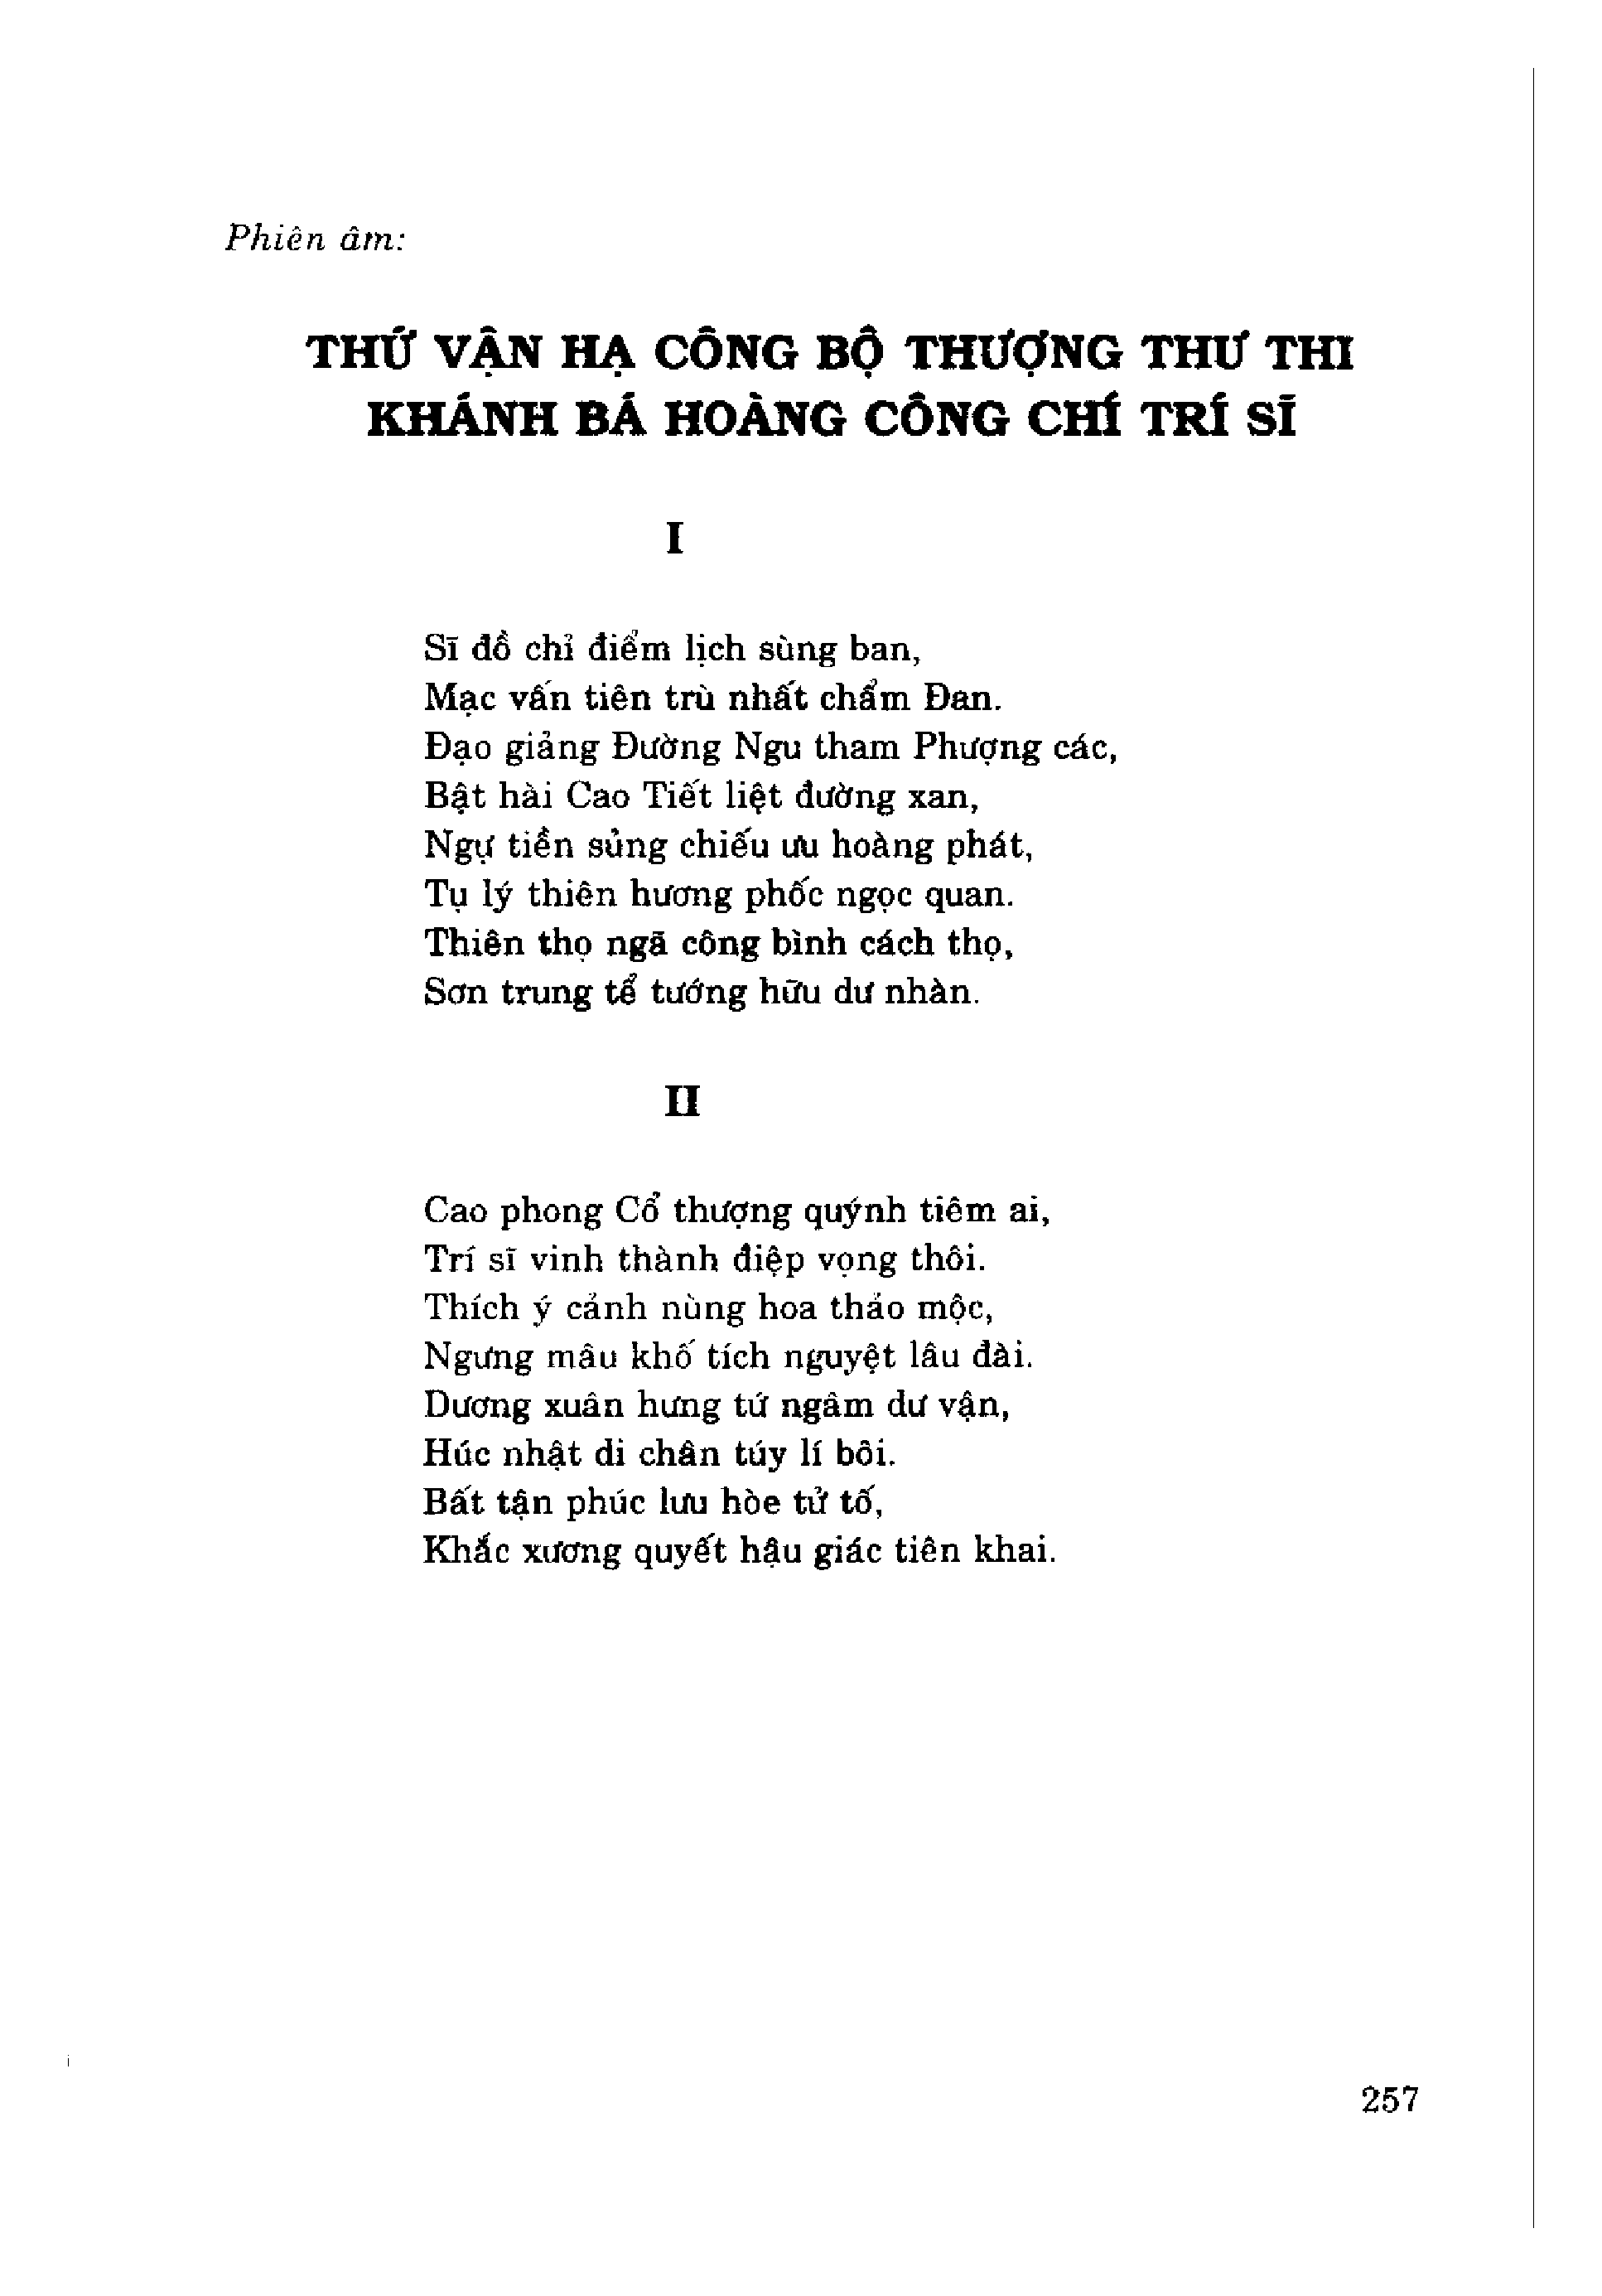 Phiên âm:
THỨ VẬN HẠ CÔNG BỘ THƯỢNG THƯ THI
KHÁNH BÁ HOÀNG CÔNG CHÍ TRÍ SĨ
I
Sĩ đồ chỉ điểm lịch sùng ban,
Mạc vấn tiên trù nhất chẩm Đan.
Đạo giảng Đường Ngu tham Phượng các,
Bật hài Cao Tiết liệt đường xan,
Ngự tiền sủng chiếu ưu hoàng phát,
Tụ lý thiên hương phốc ngọc quan.
Thiên thọ ngã công bình cách thọ,
Sơn trung tể tướng hữu dư nhàn.
II
Cao phong Cổ thượng quýnh tiêm ai,
Trí sĩ vinh thành điệp vọng thôi.
Thích ý cảnh nùng hoa thảo mộc,
Ngưng mâu khố tích nguyệt lâu đài.
Dương xuân hưng tứ ngâm dư vận,
Húc nhật di chân túy lí bôi.
Bất tận phúc lưu hòe tử tố,
Khắc xương quyết hậu giác tiên khai.
257